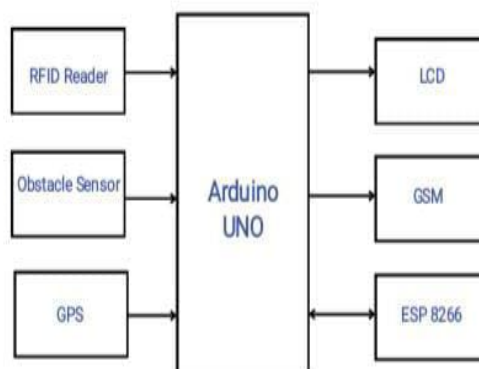 RFID Reader
Obstacle Sensor
GPS
Arduino
UNO
LCD
GSM
ESP 8266